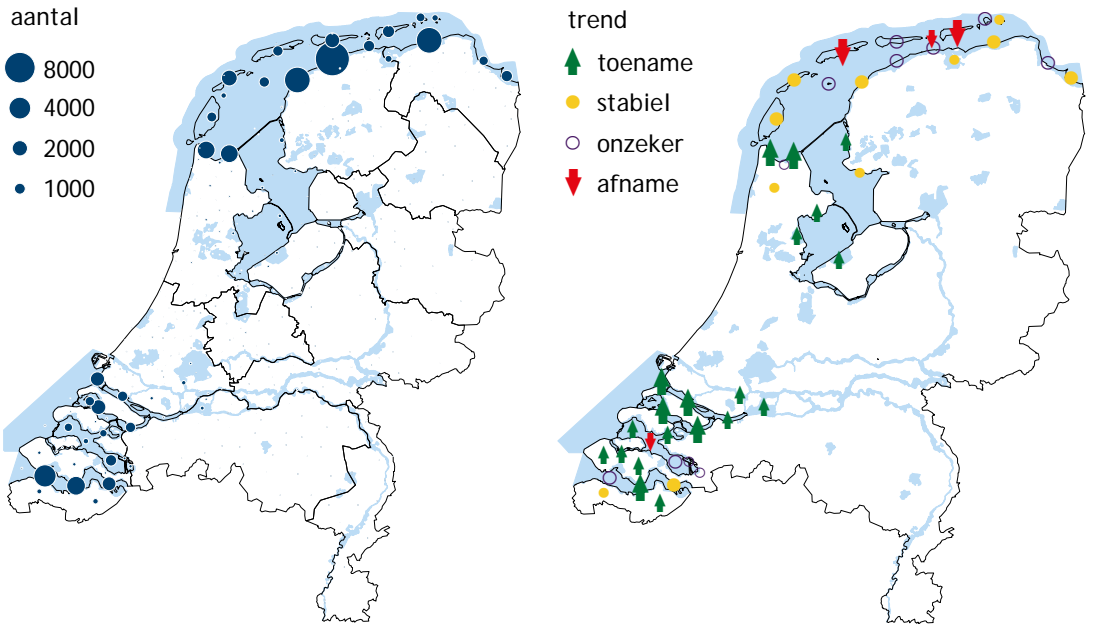 aantal
8000
4000
2000
1000
trend
toename
stabiel
onzeker
afname